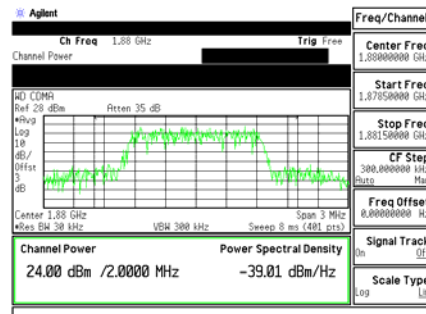 Agilent
Freq/Channel
Ch Freq 1.88 GHz Trig Free
Channel Power
Center Freq
1.88000000 GHz
Start Freq
1.87850000 GHz
Stop Freq
1.88150000 GHz
CF Step
300.000000 kHz
Auto Man
Freq Offset
0.00000000 Hz
Signal Track
On Off
Scale Type
Log Lin
WD CDMA
Ref 28 dBm Atten 35 dB
*Avg
Log
10
dB/
Offst
3
dB
Center 1.88 GHz Span 3 MHz
*Res BW 30 kHz VBW 300 kHz Sweep 8 ms (401 pts)
Channel Power Power Spectral Density
24.00 dBm /2.0000 MHz -39.01 dBm/Hz